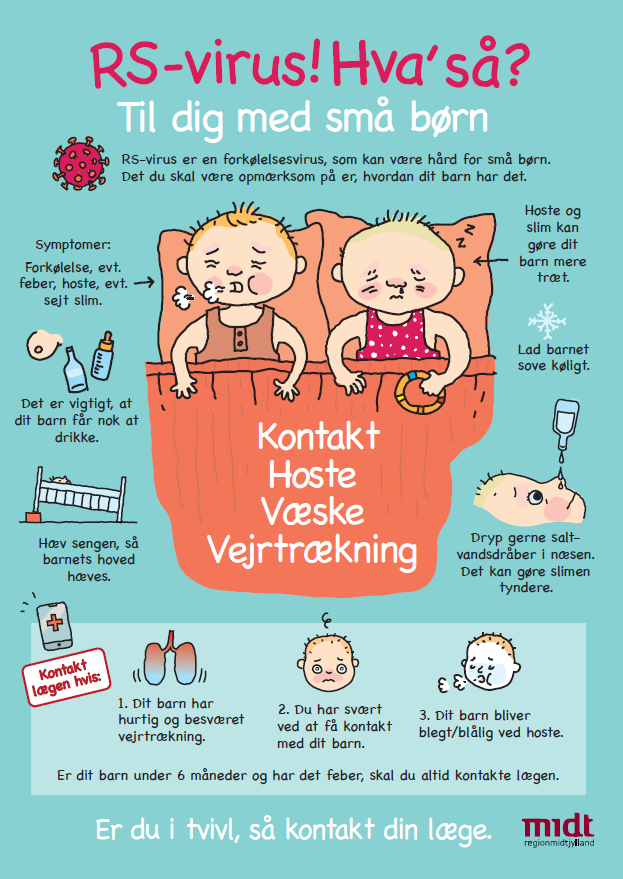 RS-virus! Hva' så?
Til dig med små børn
RS-virus er en forkølelsesvirus, som kan være hård for små børn.
Det du skal være opmærksom på er, hvordan dit barn har det.
Symptomer:
Forkølelse, evt.
feber, hoste, evt.
sejt slim.
Hoste og
slim kan
gøre dit
barn mere
træt.
z z
Lad barnet
sove køligt.
Det er vigtigt, at
dit barn får nok at
drikke.
Kontakt
Hoste
Væske
Vejrtrækning
Hæv sengen, så
barnets hoved
hæves.
Dryp gerne salt-
vandsdråber i næsen.
Det kan gøre slimen
tyndere.
Kontakt
lægen hvis:
1. Dit barn har
hurtig og besværet
vejrtrækning.
2. Du har svært
ved at få kontakt
med dit barn.
3. Dit barn bliver
blegt/blålig ved hoste.
Er dit barn under 6 måneder og har det feber, skal du altid kontakte lægen.
Er du i tvivl, så kontakt din læge.
midt
regionmidtjylland